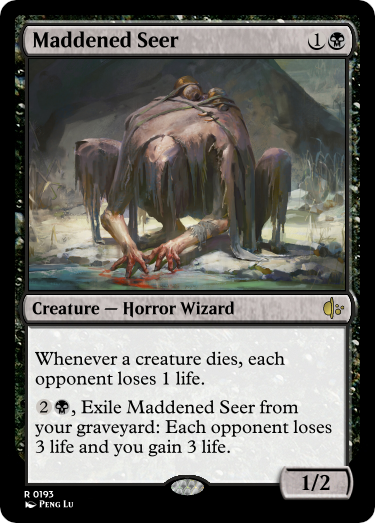 Maddened Seer 1
Creature — Horror Wizard
Whenever a creature dies, each
opponent loses 1 life.
2 , Exile Maddened Seer from
your graveyard: Each opponent loses
3 life and you gain 3 life.
1/2
R 0193
Peng Lu